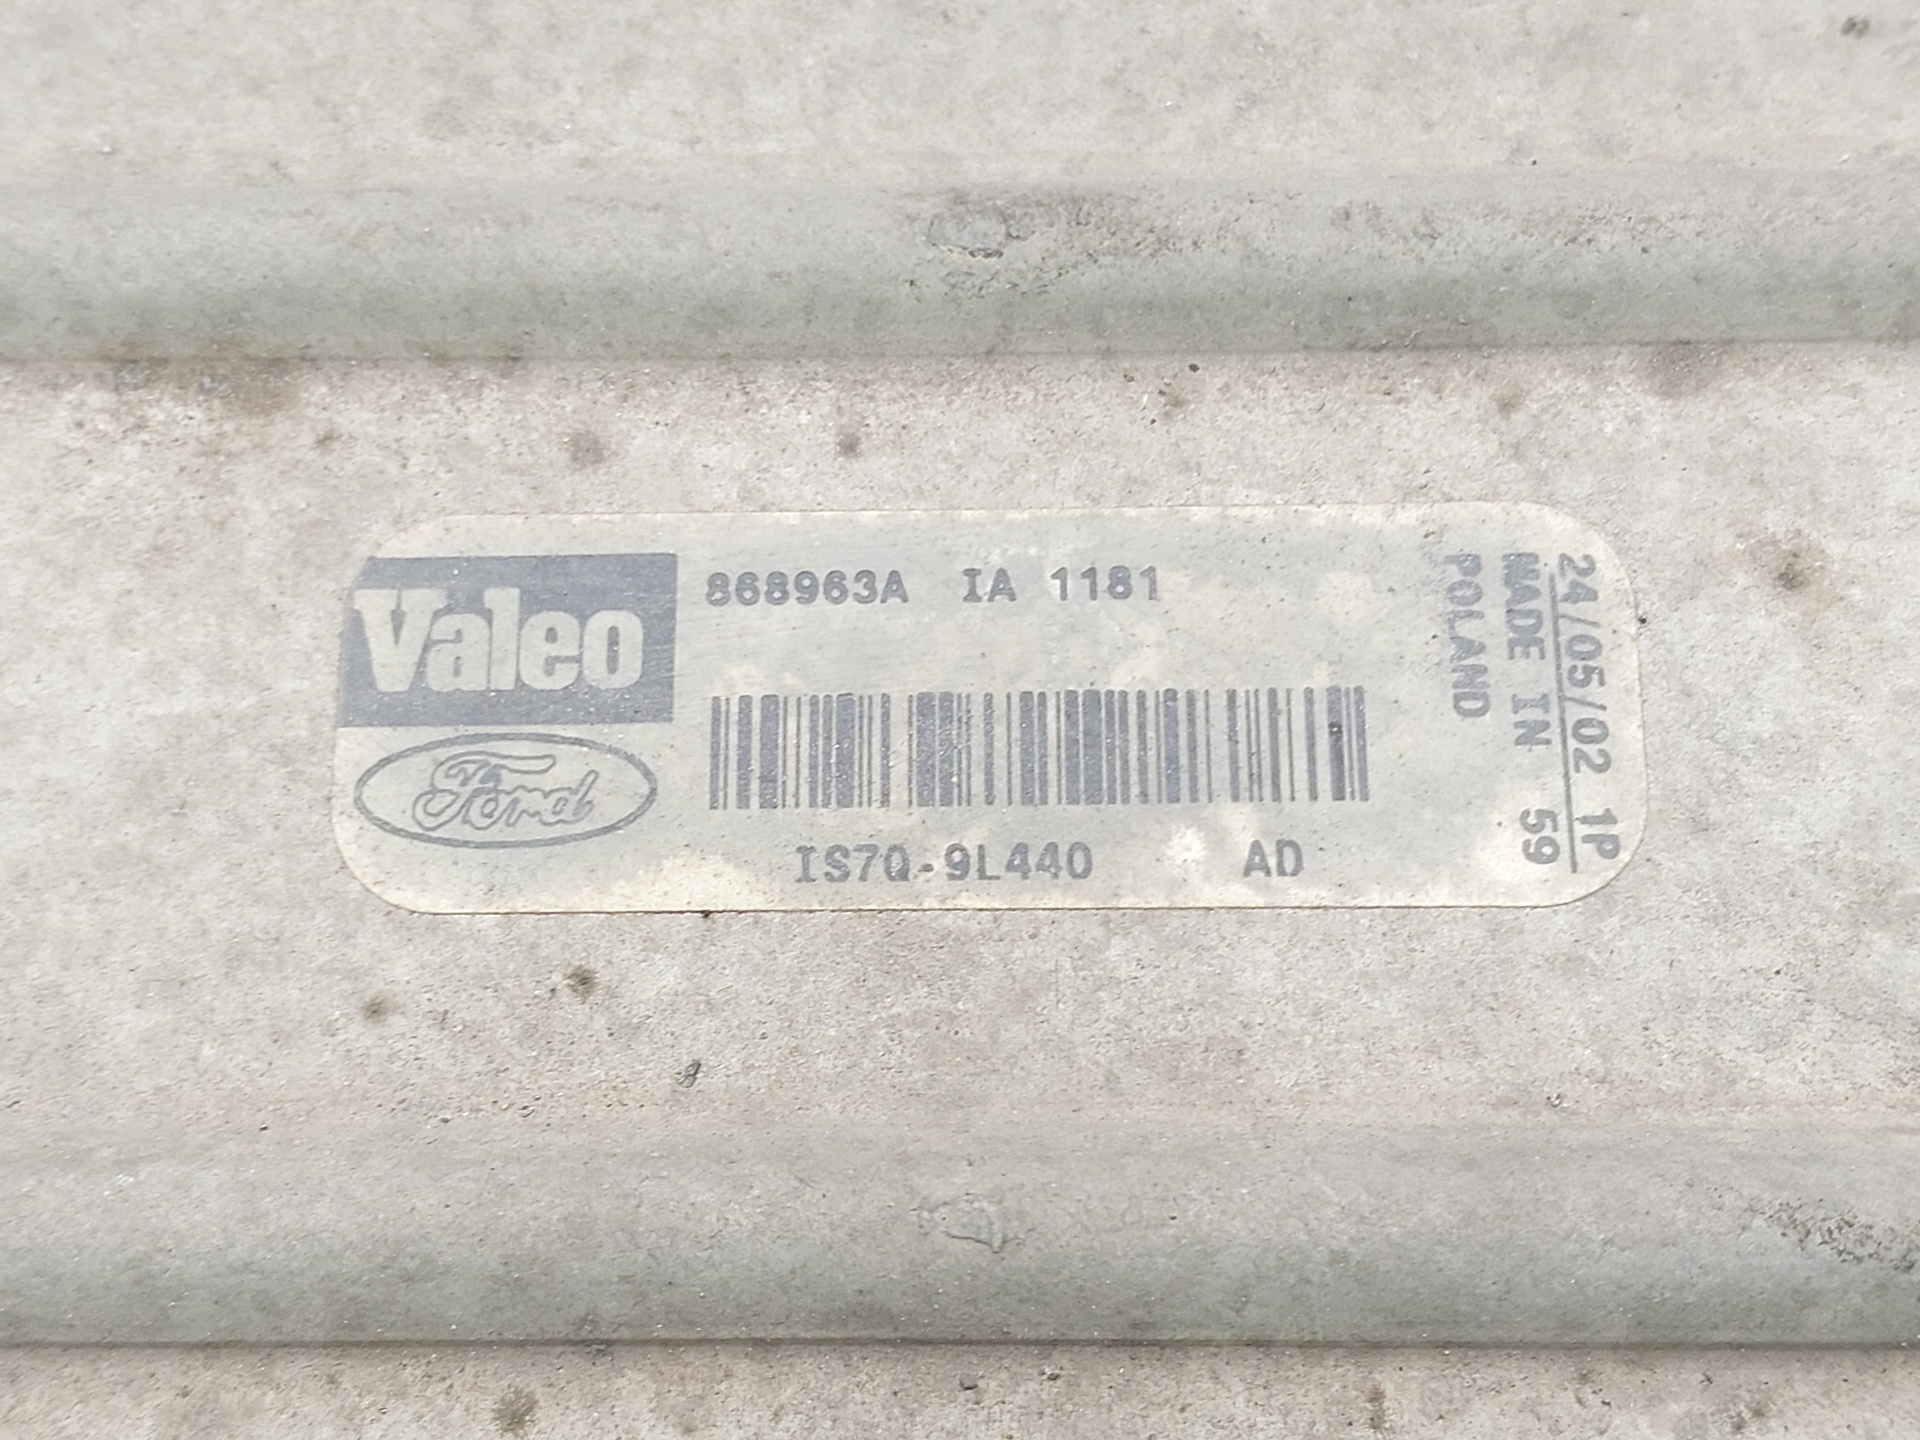 Valeo
868963A IA 1181
Ford
IS7Q-9L440 AD
24/05/02 1P
MADE IN 59
POLAND